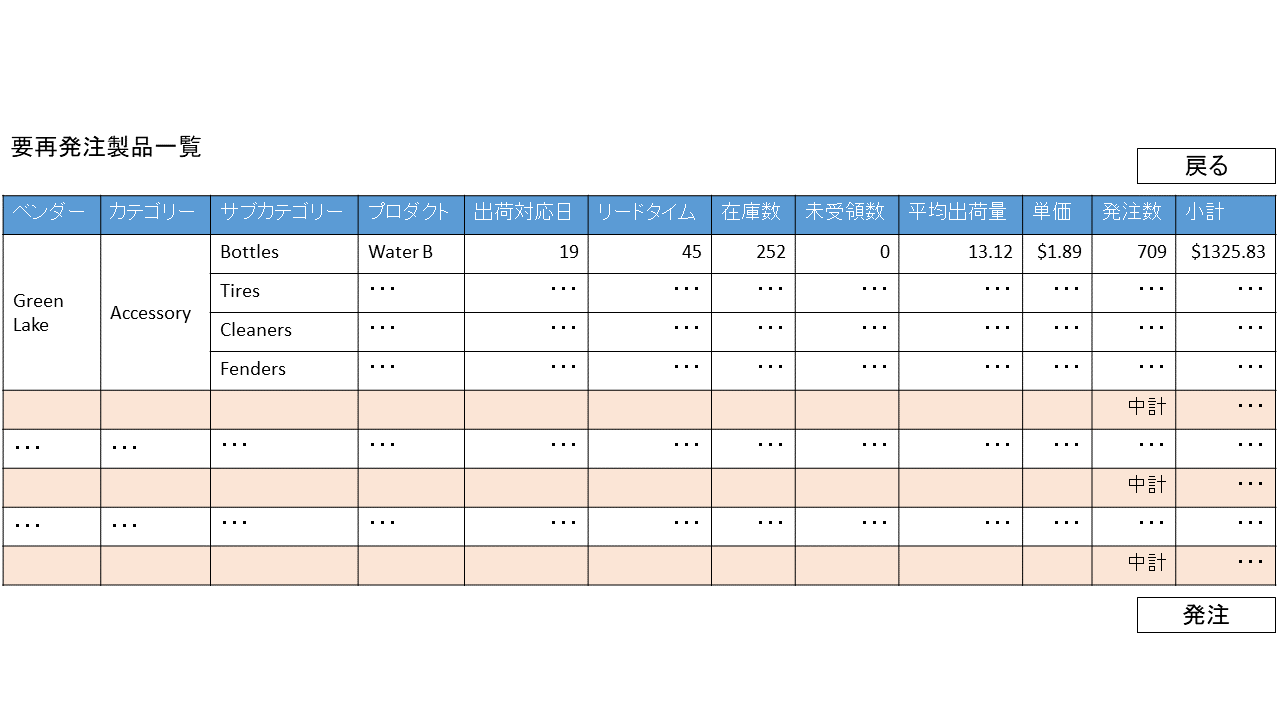 要再発注製品一覧
戻る
ベンダー カテゴリー サブカテゴリー プロダクト 出荷対応日 リードタイム 在庫数 未受領数 平均出荷量 単価 発注数 小計
Green Lake Accessory Bottles Water B 19 45 252 0 13.12 $1.89 709 $1325.83
Tires ・・・ ・・・ ・・・ ・・・ ・・・ ・・・ ・・・ ・・・ ・・・
Cleaners ・・・ ・・・ ・・・ ・・・ ・・・ ・・・ ・・・ ・・・ ・・・
Fenders ・・・ ・・・ ・・・ ・・・ ・・・ ・・・ ・・・ ・・・ ・・・
中計 ・・・
・・・ ・・・ ・・・ ・・・ ・・・ ・・・ ・・・ ・・・ ・・・ ・・・ ・・・ ・・・
中計 ・・・
・・・ ・・・ ・・・ ・・・ ・・・ ・・・ ・・・ ・・・ ・・・ ・・・ ・・・ ・・・
中計 ・・・
発注